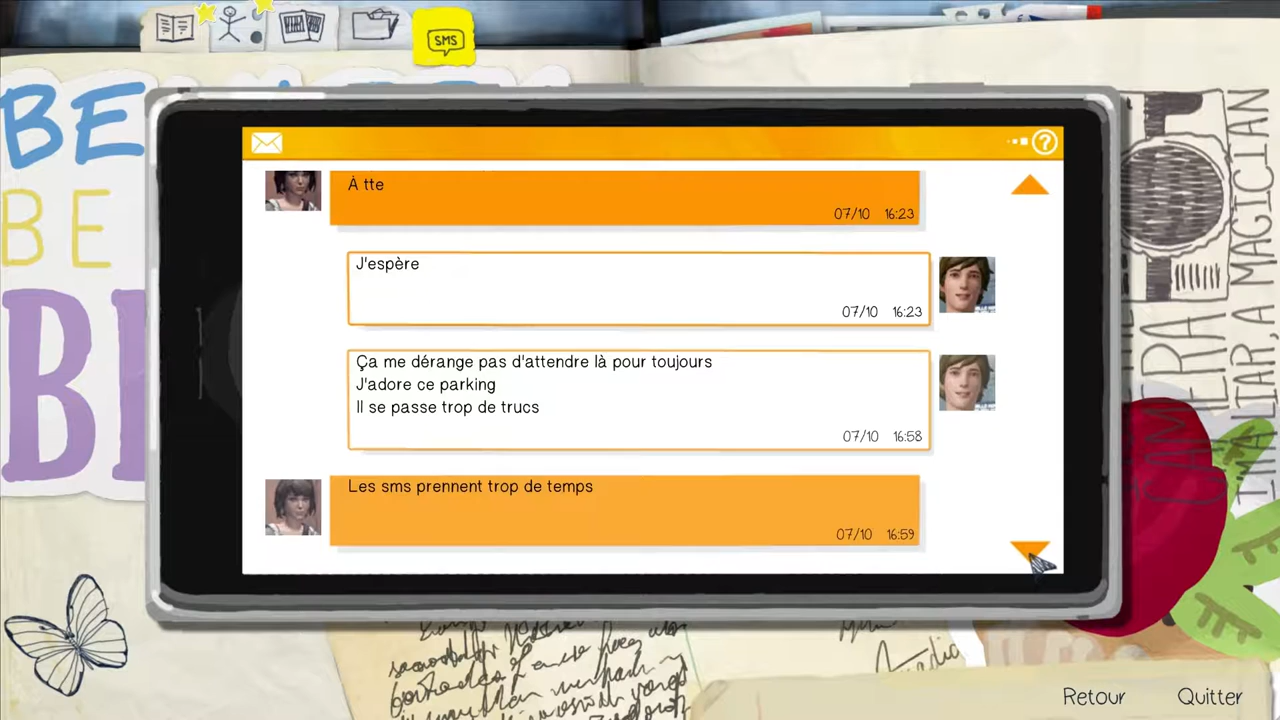 SMS
BE
BE
À tte
07/10 16:23
J'espère
07/10 16:23
Ça me dérange pas d'attendre là pour toujours
J'adore ce parking
Il se passe trop de trucs
07/10 16:58
Les sms prennent trop de temps
07/10 16:59
CAMERA
LIAR, A MAGICIAN
Retour
Quitter